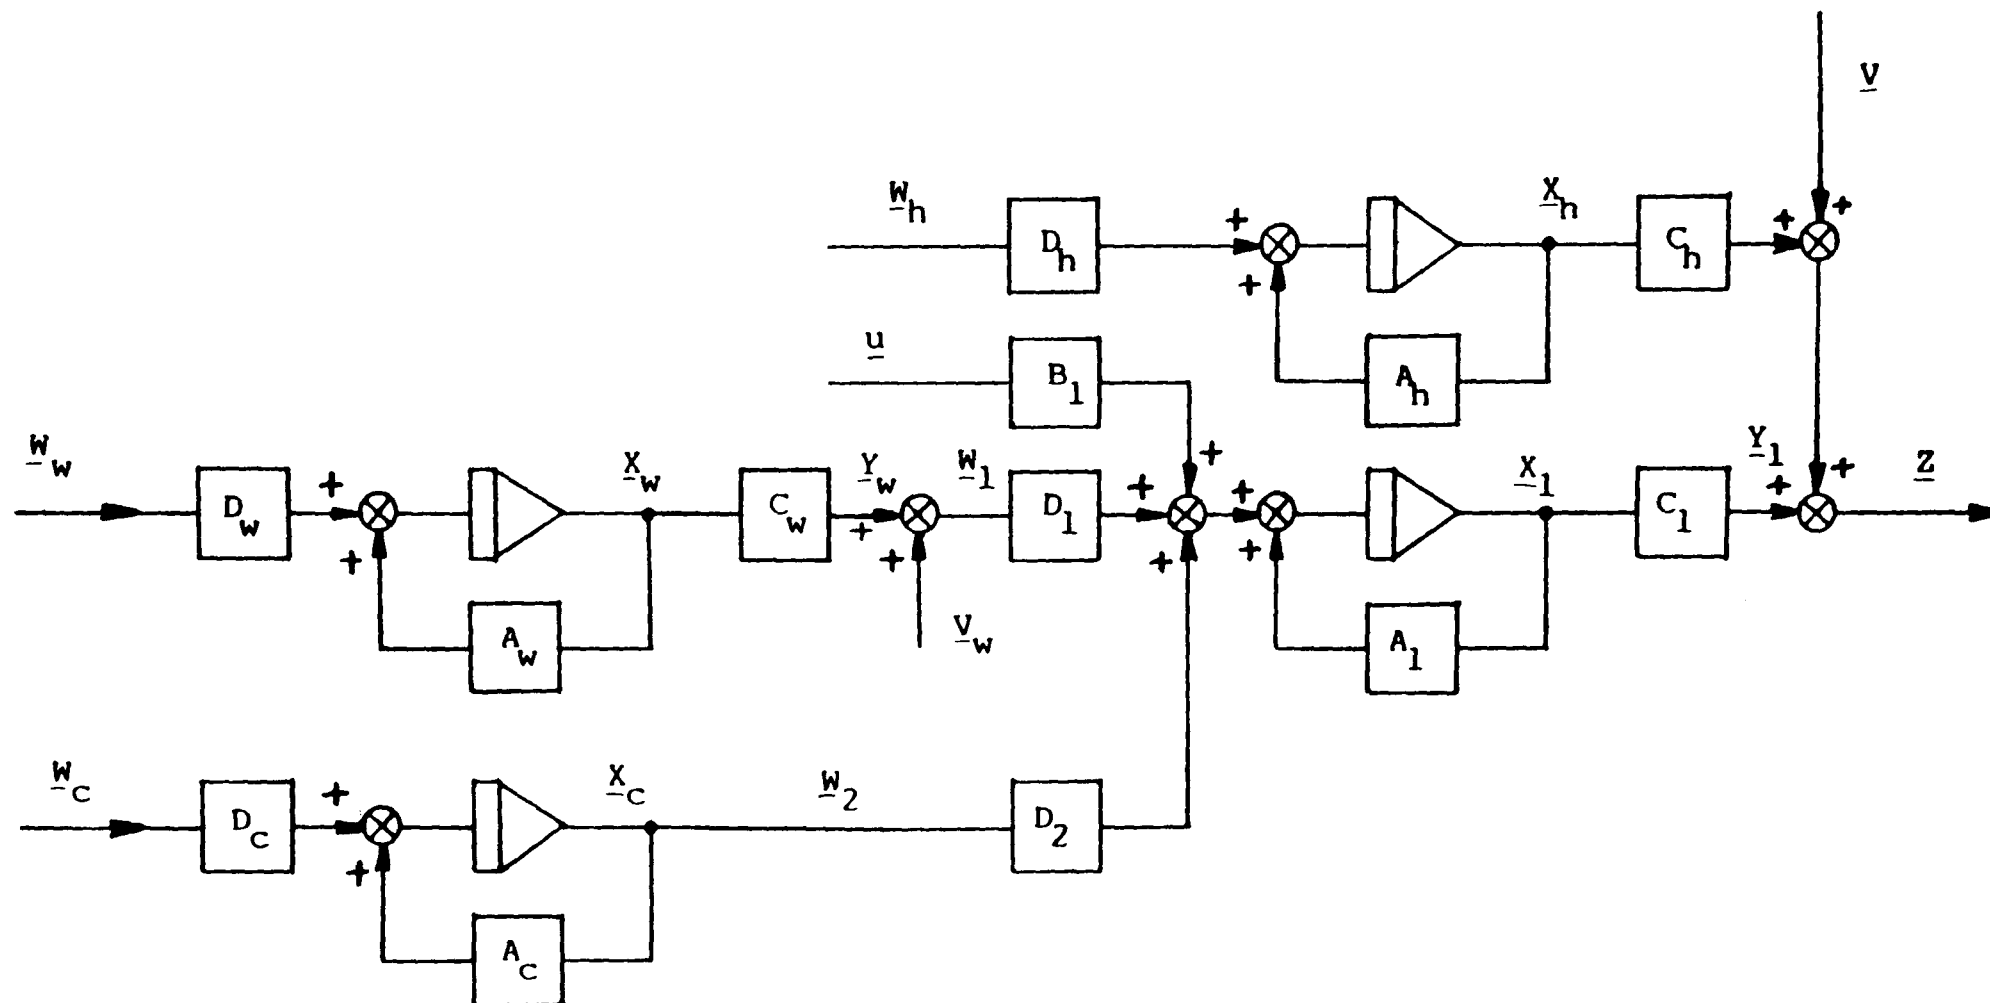 V
+ +
W_h D_h + + X_h C_h
A_h
u B_1
+
W_w D_w + + X_w C_w Y_w + + W_1 D_1 + + + + X_1 C_1 Y_1 + + Z
A_w V_w A_1
W_c D_c + + X_c W_2 D_2
A_c